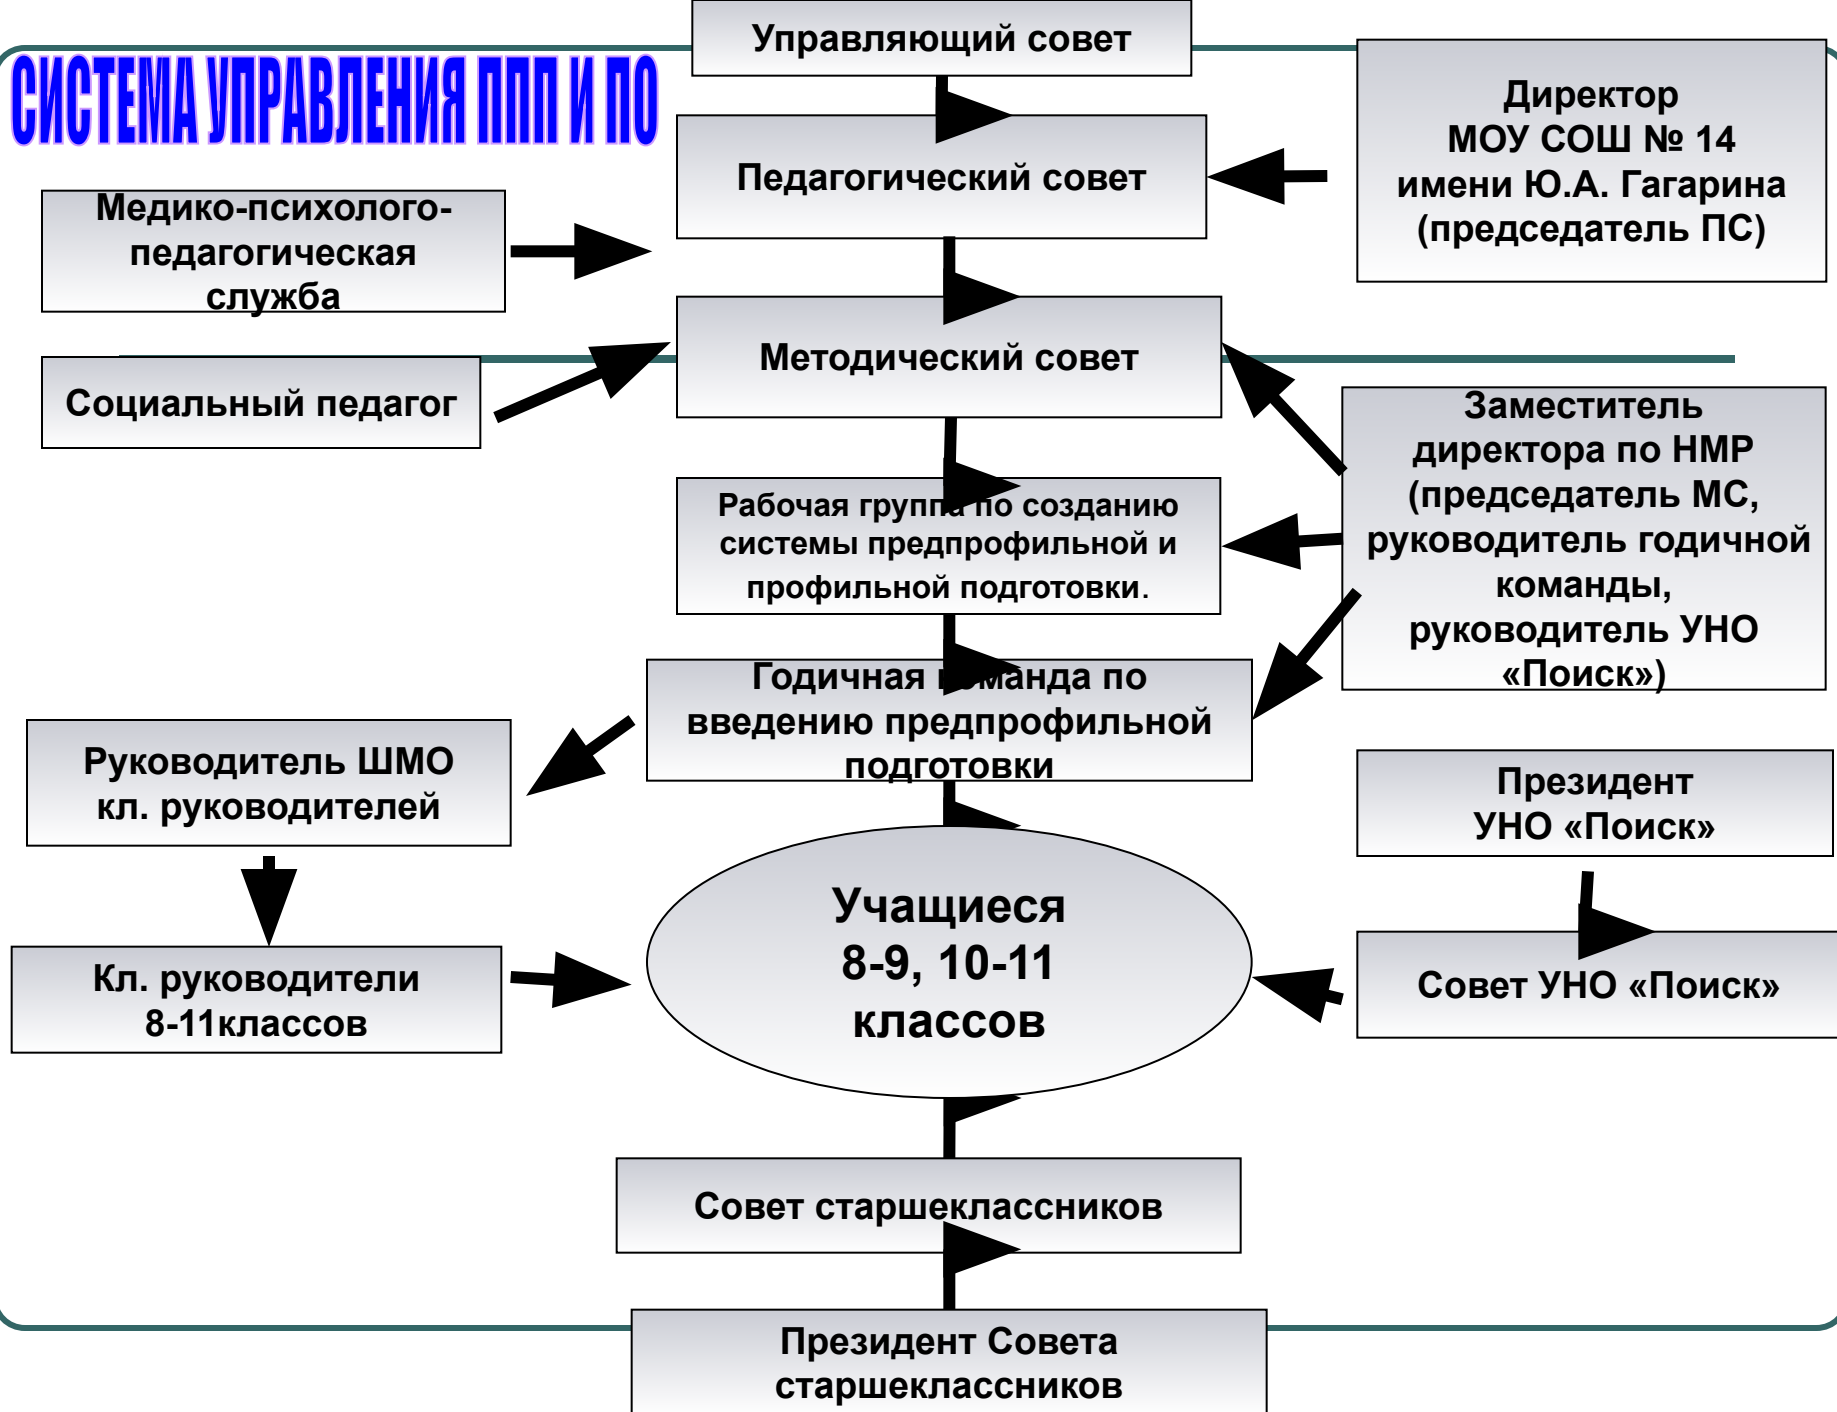 Управляющий совет
СИСТЕМА УПРАВЛЕНИЯ ППП И ПО
Директор
МОУ СОШ № 14
имени Ю.А. Гагарина
(председатель ПС)
Педагогический совет
Медико-психолого-
педагогическая
служба
Методический совет
Социальный педагог
Заместитель
директора по НМР
(председатель МС,
руководитель годичной
команды,
руководитель УНО
«Поиск»)
Рабочая группа по созданию
системы предпрофильной и
профильной подготовки.
Годичная команда по
введению предпрофильной
подготовки
Руководитель ШМО
кл. руководителей
Президент
УНО «Поиск»
Учащиеся
8-9, 10-11
классов
Кл. руководители
8-11классов
Совет УНО «Поиск»
Совет старшеклассников
Президент Совета
старшеклассников